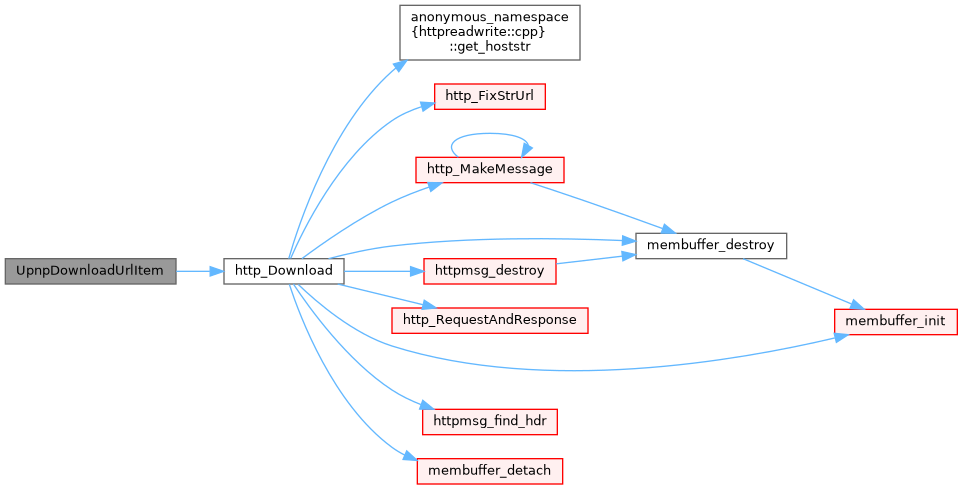 anonymous_namespace
{httpreadwrite::cpp}
::get_hoststr
http_FixStrUrl
http_MakeMessage
membuffer_destroy
UpnpDownloadUrlItem
http_Download
httpmsg_destroy
http_RequestAndResponse
membuffer_init
httpmsg_find_hdr
membuffer_detach